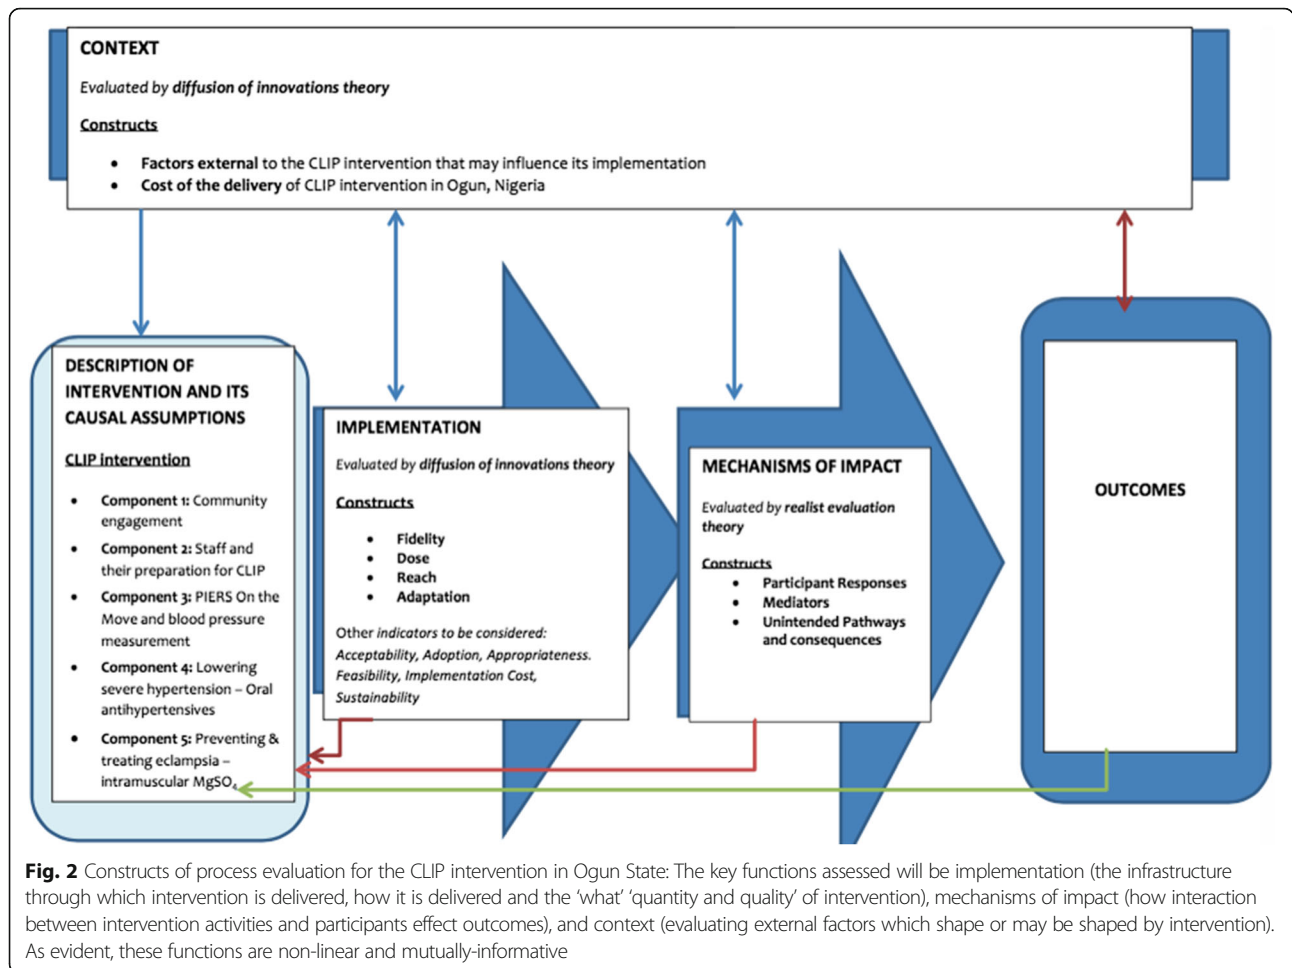 CONTEXT
Evaluated by diffusion of innovations theory
Constructs
• Factors external to the CLIP intervention that may influence its implementation
• Cost of the delivery of CLIP intervention in Ogun, Nigeria
DESCRIPTION OF
INTERVENTION AND ITS
CAUSAL ASSUMPTIONS
CLIP intervention
• Component 1: Community
engagement
• Component 2: Staff and
their preparation for CLIP
• Component 3: PIERS On the
Move and blood pressure
measurement
• Component 4: Lowering
severe hypertension – Oral
antihypertensives
• Component 5: Preventing &
treating eclampsia –
intramuscular MgSO4
IMPLEMENTATION
Evaluated by diffusion of innovations theory
Constructs
• Fidelity
• Dose
• Reach
• Adaptation
Other indicators to be considered:
Acceptability, Adoption, Appropriateness.
Feasibility, Implementation Cost,
Sustainability
MECHANISMS OF IMPACT
Evaluated by realist evaluation
theory
Constructs
• Participant Responses
• Mediators
• Unintended Pathways
and consequences
OUTCOMES
Fig. 2 Constructs of process evaluation for the CLIP intervention in Ogun State: The key functions assessed will be implementation (the infrastructure
through which intervention is delivered, how it is delivered and the ‘what’ ‘quantity and quality’ of intervention), mechanisms of impact (how interaction
between intervention activities and participants effect outcomes), and context (evaluating external factors which shape or may be shaped by intervention).
As evident, these functions are non-linear and mutually-informative